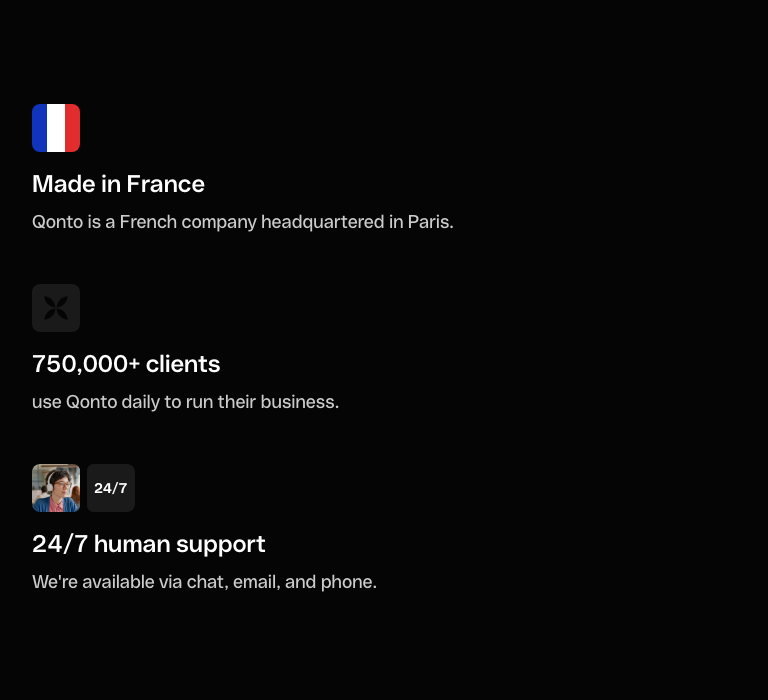 Made in France
Qonto is a French company headquartered in Paris.
750,000+ clients
use Qonto daily to run their business.
24/7
24/7 human support
We're available via chat, email, and phone.